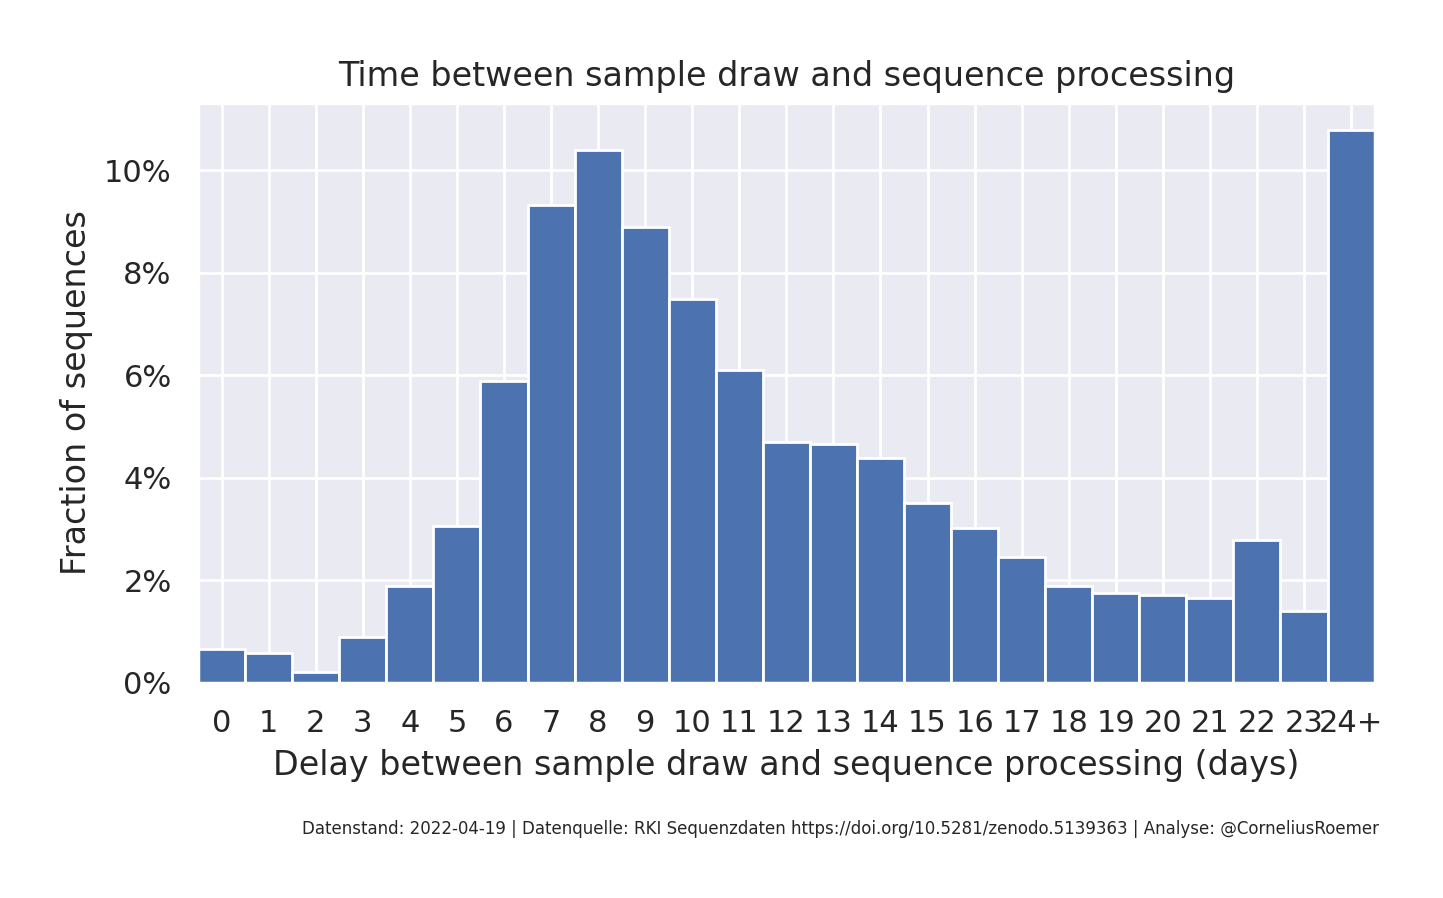 Time between sample draw and sequence processing
Fraction of sequences
10%
8%
6%
4%
2%
0%
0 1 2 3 4 5 6 7 8 9 10 11 12 13 14 15 16 17 18 19 20 21 22 23 24+
Delay between sample draw and sequence processing (days)
Datenstand: 2022-04-19 | Datenquelle: RKI Sequenzdaten https://doi.org/10.5281/zenodo.5139363 | Analyse: @CorneliusRoemer